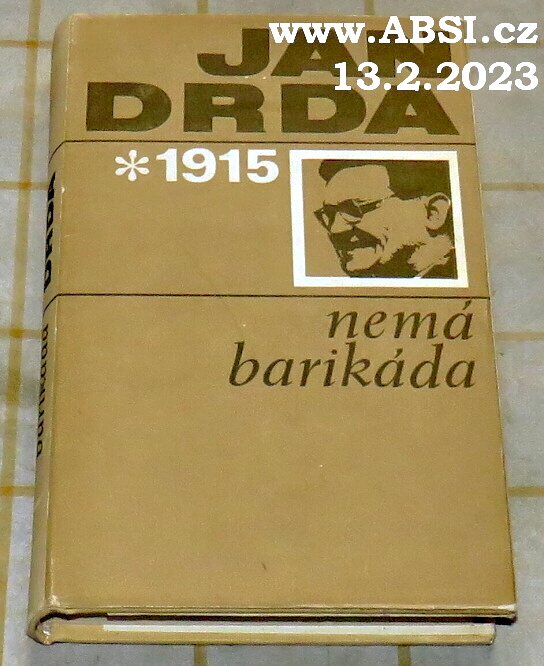 www.ABSI.cz
13.2.2023
JAN
DRDA
*1915
nemá
barikáda
DRDA